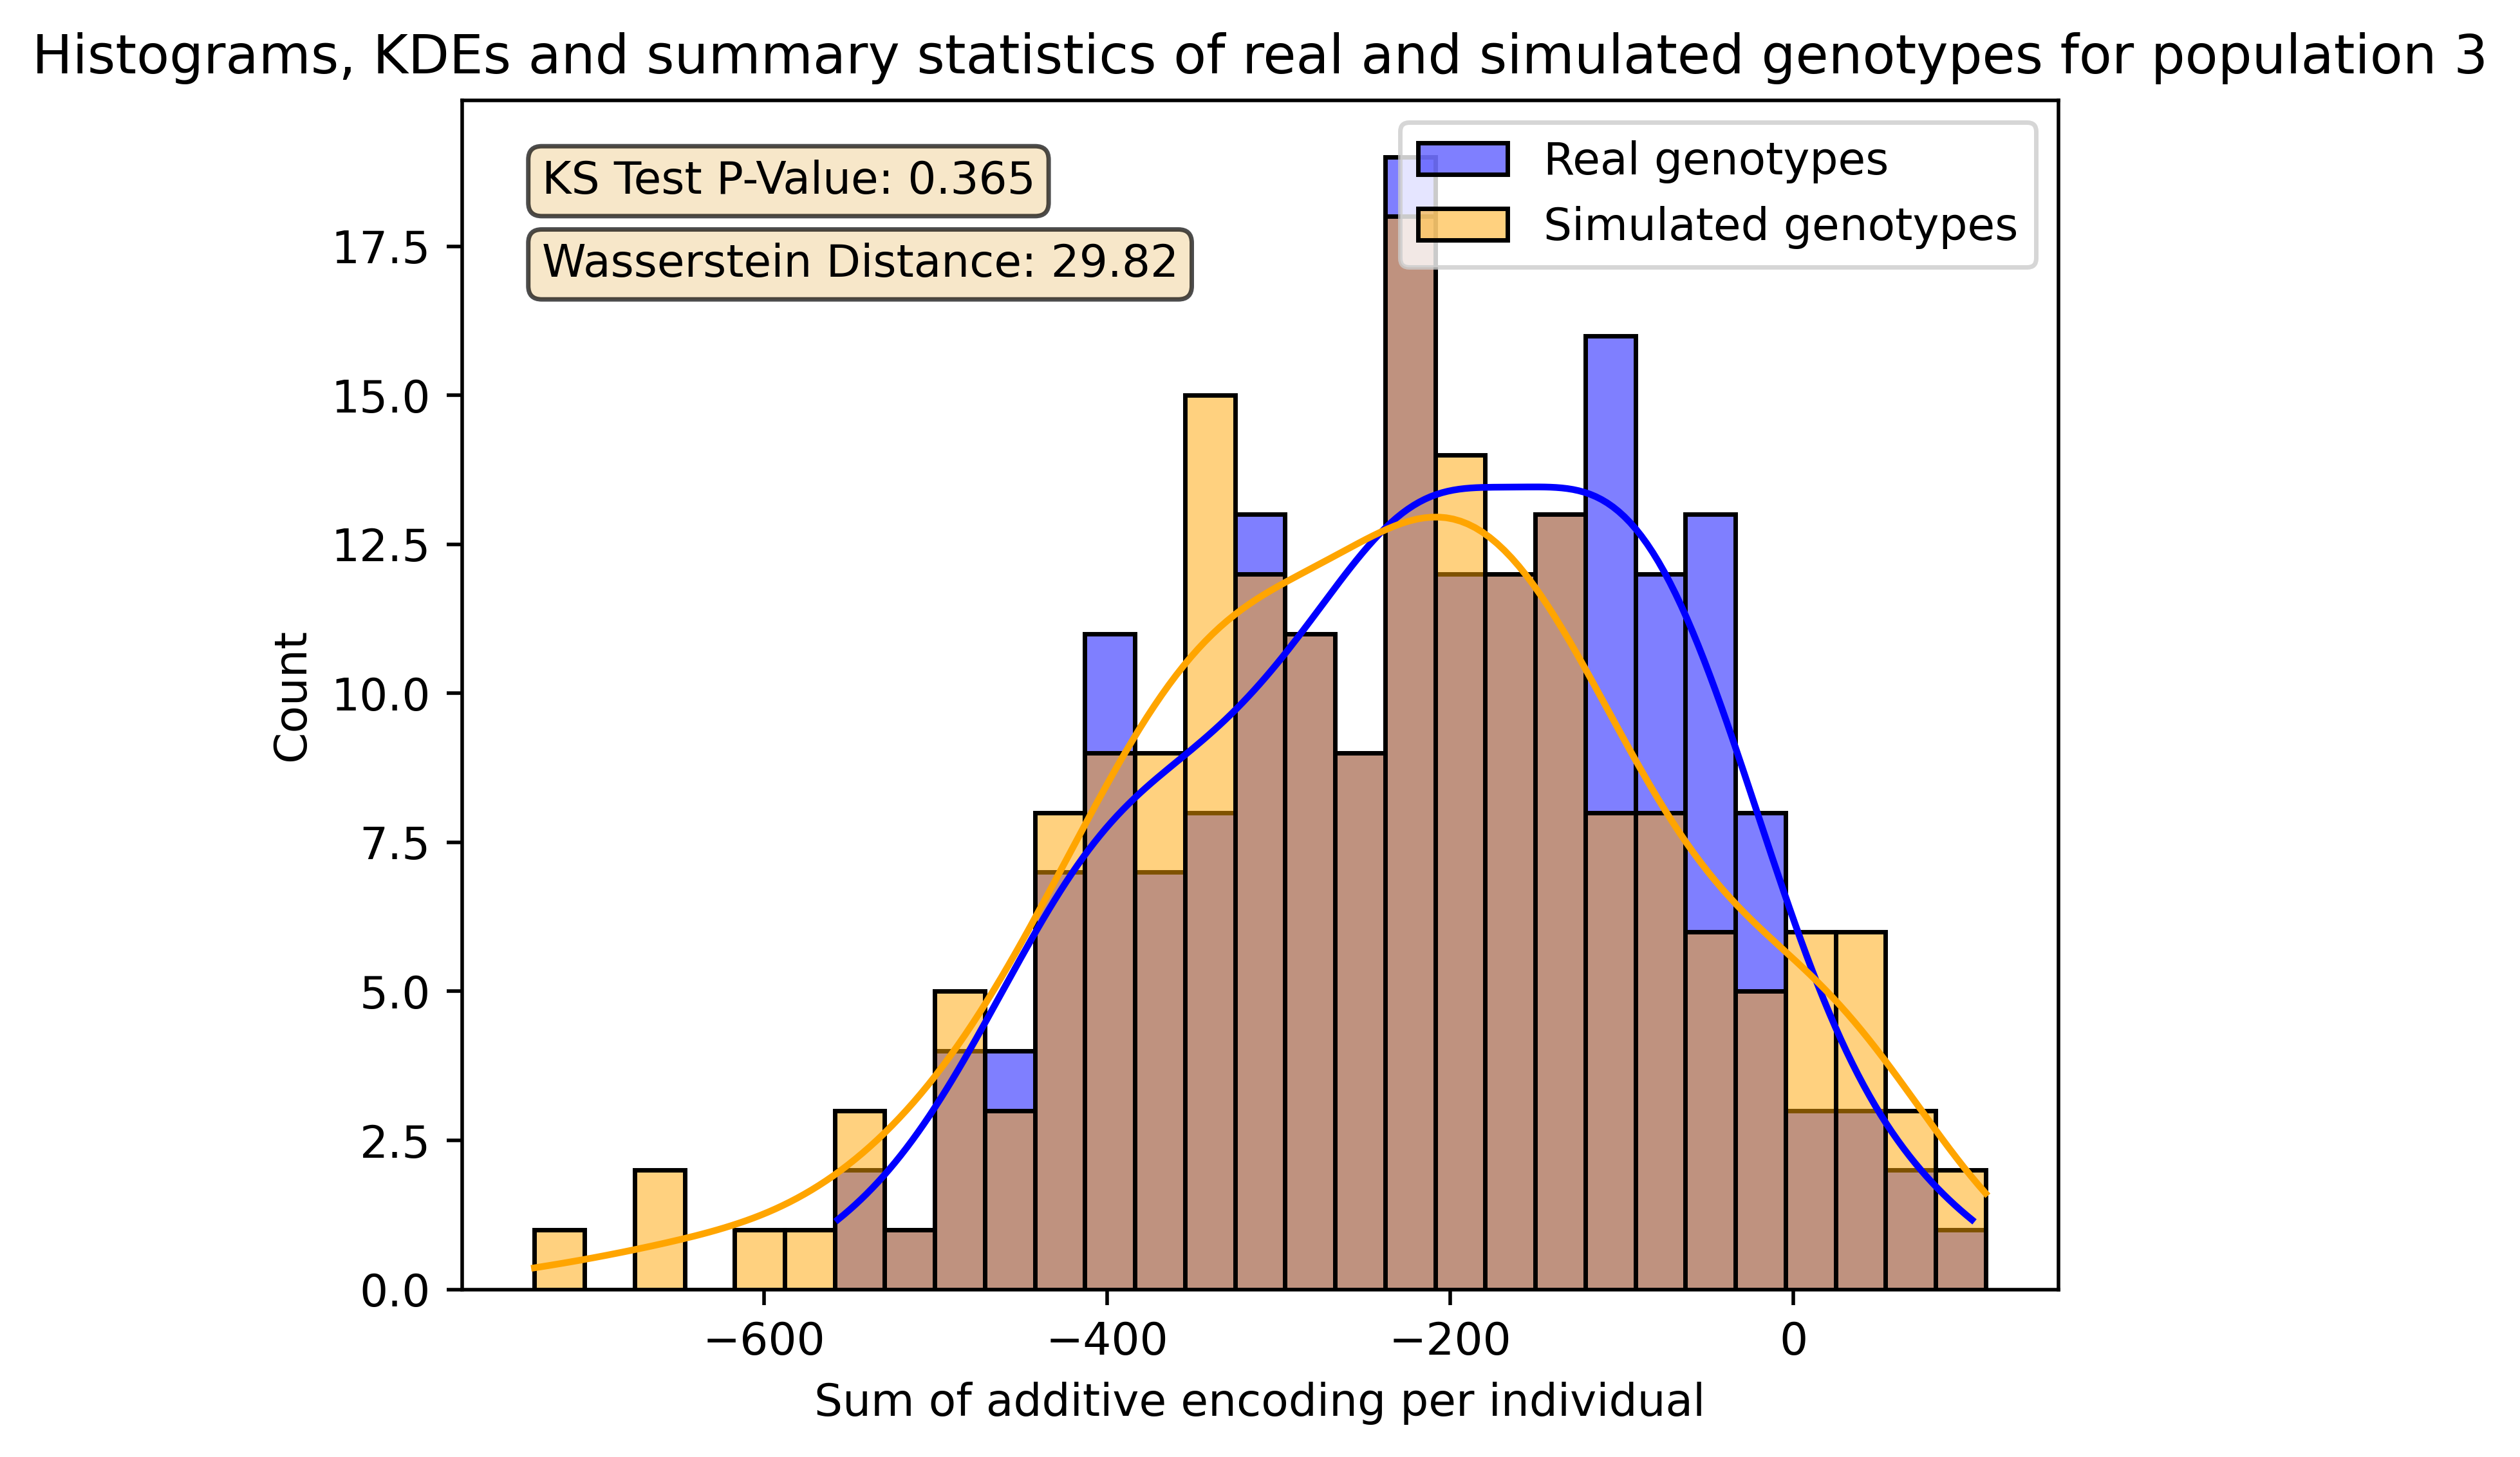 Histograms, KDEs and summary statistics of real and simulated genotypes for population 3
KS Test P-Value: 0.365
Wasserstein Distance: 29.82
Real genotypes
Simulated genotypes
17.5
15.0
12.5
10.0
7.5
5.0
2.5
0.0
Count
−600
−400
−200
0
Sum of additive encoding per individual